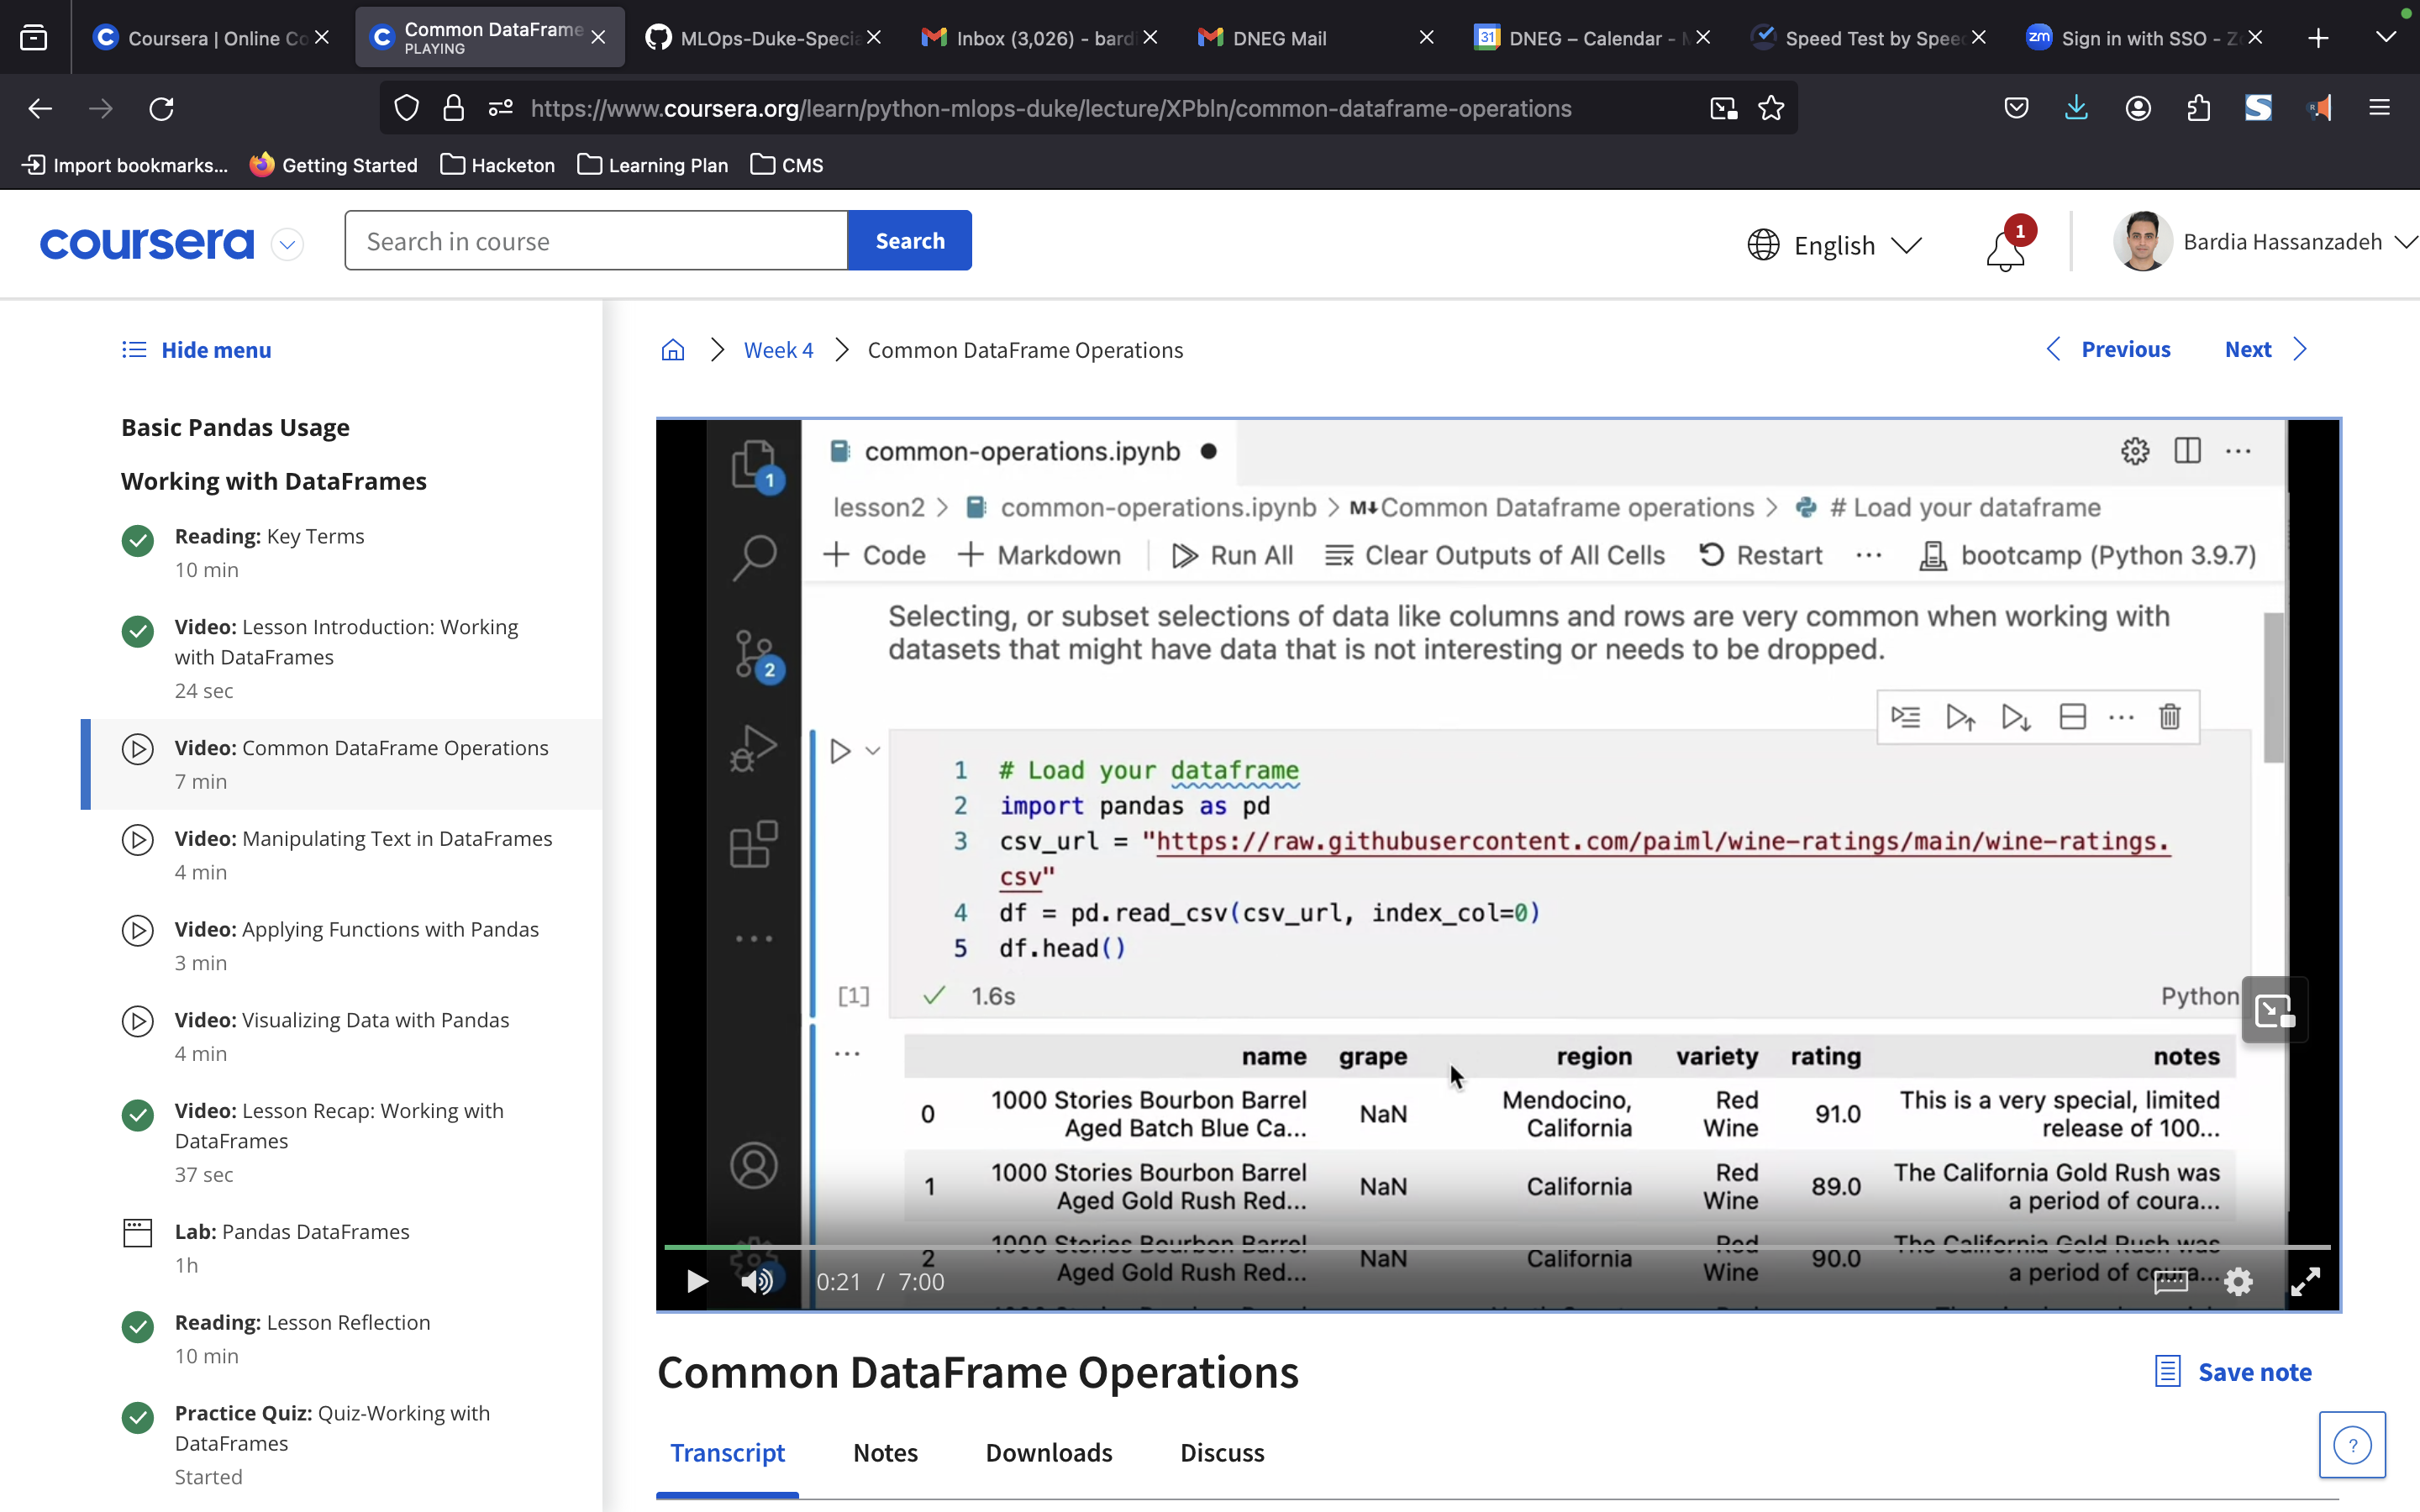 Coursera | Online Co
Common DataFrame
PLAYING
MLOps-Duke-Specia
Inbox (3,026) - bardi
DNEG Mail
31
DNEG – Calendar - M
Speed Test by Speed
zm
Sign in with SSO - Zo
https://www.coursera.org/learn/python-mlops-duke/lecture/XPbln/common-dataframe-operations
Import bookmarks...
Getting Started
Hacketon
Learning Plan
CMS
coursera
Search in course
Search
English
1
Bardia Hassanzadeh
Hide menu
Week 4
Common DataFrame Operations
Previous
Next
Basic Pandas Usage
Working with DataFrames
Reading: Key Terms
10 min
Video: Lesson Introduction: Working
with DataFrames
24 sec
Video: Common DataFrame Operations
7 min
Video: Manipulating Text in DataFrames
4 min
Video: Applying Functions with Pandas
3 min
Video: Visualizing Data with Pandas
4 min
Video: Lesson Recap: Working with
DataFrames
37 sec
Lab: Pandas DataFrames
1h
Reading: Lesson Reflection
10 min
Practice Quiz: Quiz-Working with
DataFrames
Started
1
2
common-operations.ipynb
lesson2 > common-operations.ipynb > M↓Common Dataframe operations > # Load your dataframe
+ Code + Markdown Run All Clear Outputs of All Cells Restart ... bootcamp (Python 3.9.7)
Selecting, or subset selections of data like columns and rows are very common when working with
datasets that might have data that is not interesting or needs to be dropped.
1 # Load your dataframe
2 import pandas as pd
3 csv_url = "https://raw.githubusercontent.com/paiml/wine-ratings/main/wine-ratings.
csv"
4 df = pd.read_csv(csv_url, index_col=0)
5 df.head()
[1] 1.6s Python
name grape region variety rating notes
0 1000 Stories Bourbon Barrel Aged Batch Blue Ca... NaN Mendocino, California Red Wine 91.0 This is a very special, limited release of 100...
1 1000 Stories Bourbon Barrel Aged Gold Rush Red... NaN California Red Wine 89.0 The California Gold Rush was a period of coura...
2 1000 Stories Bourbon Barrel Aged Gold Rush Red... NaN California Red Wine 90.0 The California Gold Rush was a period of coura...
0:21 / 7:00
Common DataFrame Operations
Save note
Transcript
Notes
Downloads
Discuss
?